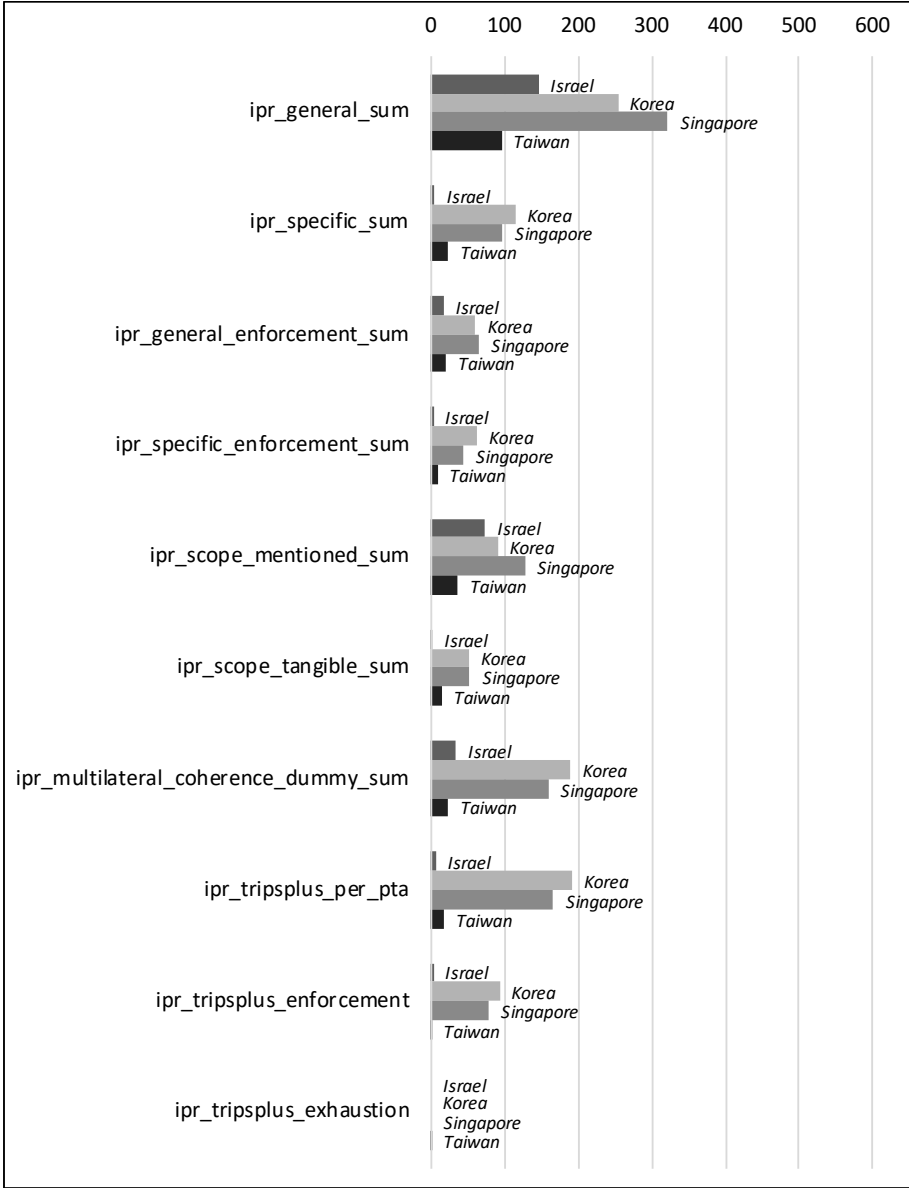 0 100 200 300 400 500 600
ipr_general_sum
Israel
Korea
Singapore
Taiwan
ipr_specific_sum
Israel
Korea
Singapore
Taiwan
ipr_general_enforcement_sum
Israel
Korea
Singapore
Taiwan
ipr_specific_enforcement_sum
Israel
Korea
Singapore
Taiwan
ipr_scope_mentioned_sum
Israel
Korea
Singapore
Taiwan
ipr_scope_tangible_sum
Israel
Korea
Singapore
Taiwan
ipr_multilateral_coherence_dummy_sum
Israel
Korea
Singapore
Taiwan
ipr_tripsplus_per_pta
Israel
Korea
Singapore
Taiwan
ipr_tripsplus_enforcement
Israel
Korea
Singapore
Taiwan
ipr_tripsplus_exhaustion
Israel
Korea
Singapore
Taiwan